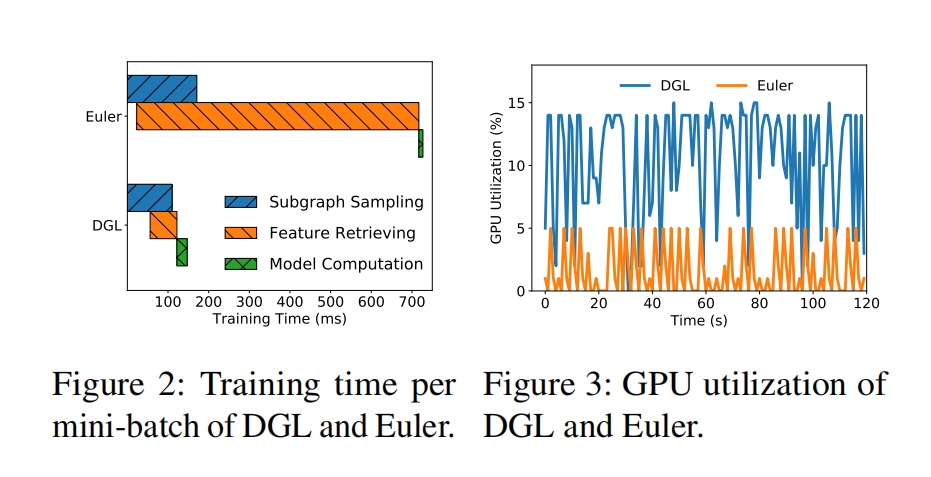 Euler
DGL
Subgraph Sampling
Feature Retrieving
Model Computation
100 200 300 400 500 600 700
Training Time (ms)
Figure 2: Training time per
mini-batch of DGL and Euler.
DGL Euler
GPU Utilization (%)
15
10
5
0
0 20 40 60 80 100 120
Time (s)
Figure 3: GPU utilization of
DGL and Euler.